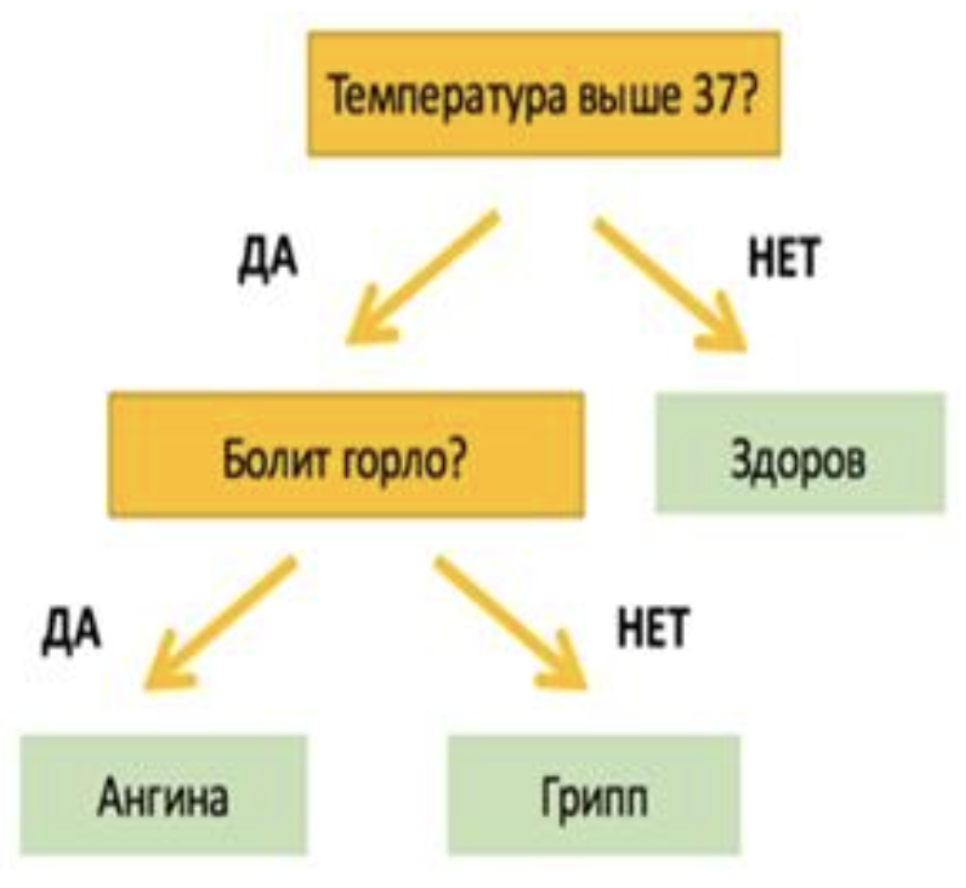 Температура выше 37?
ДА
НЕТ
Болит горло?
Здоров
ДА
НЕТ
Ангина
Грипп